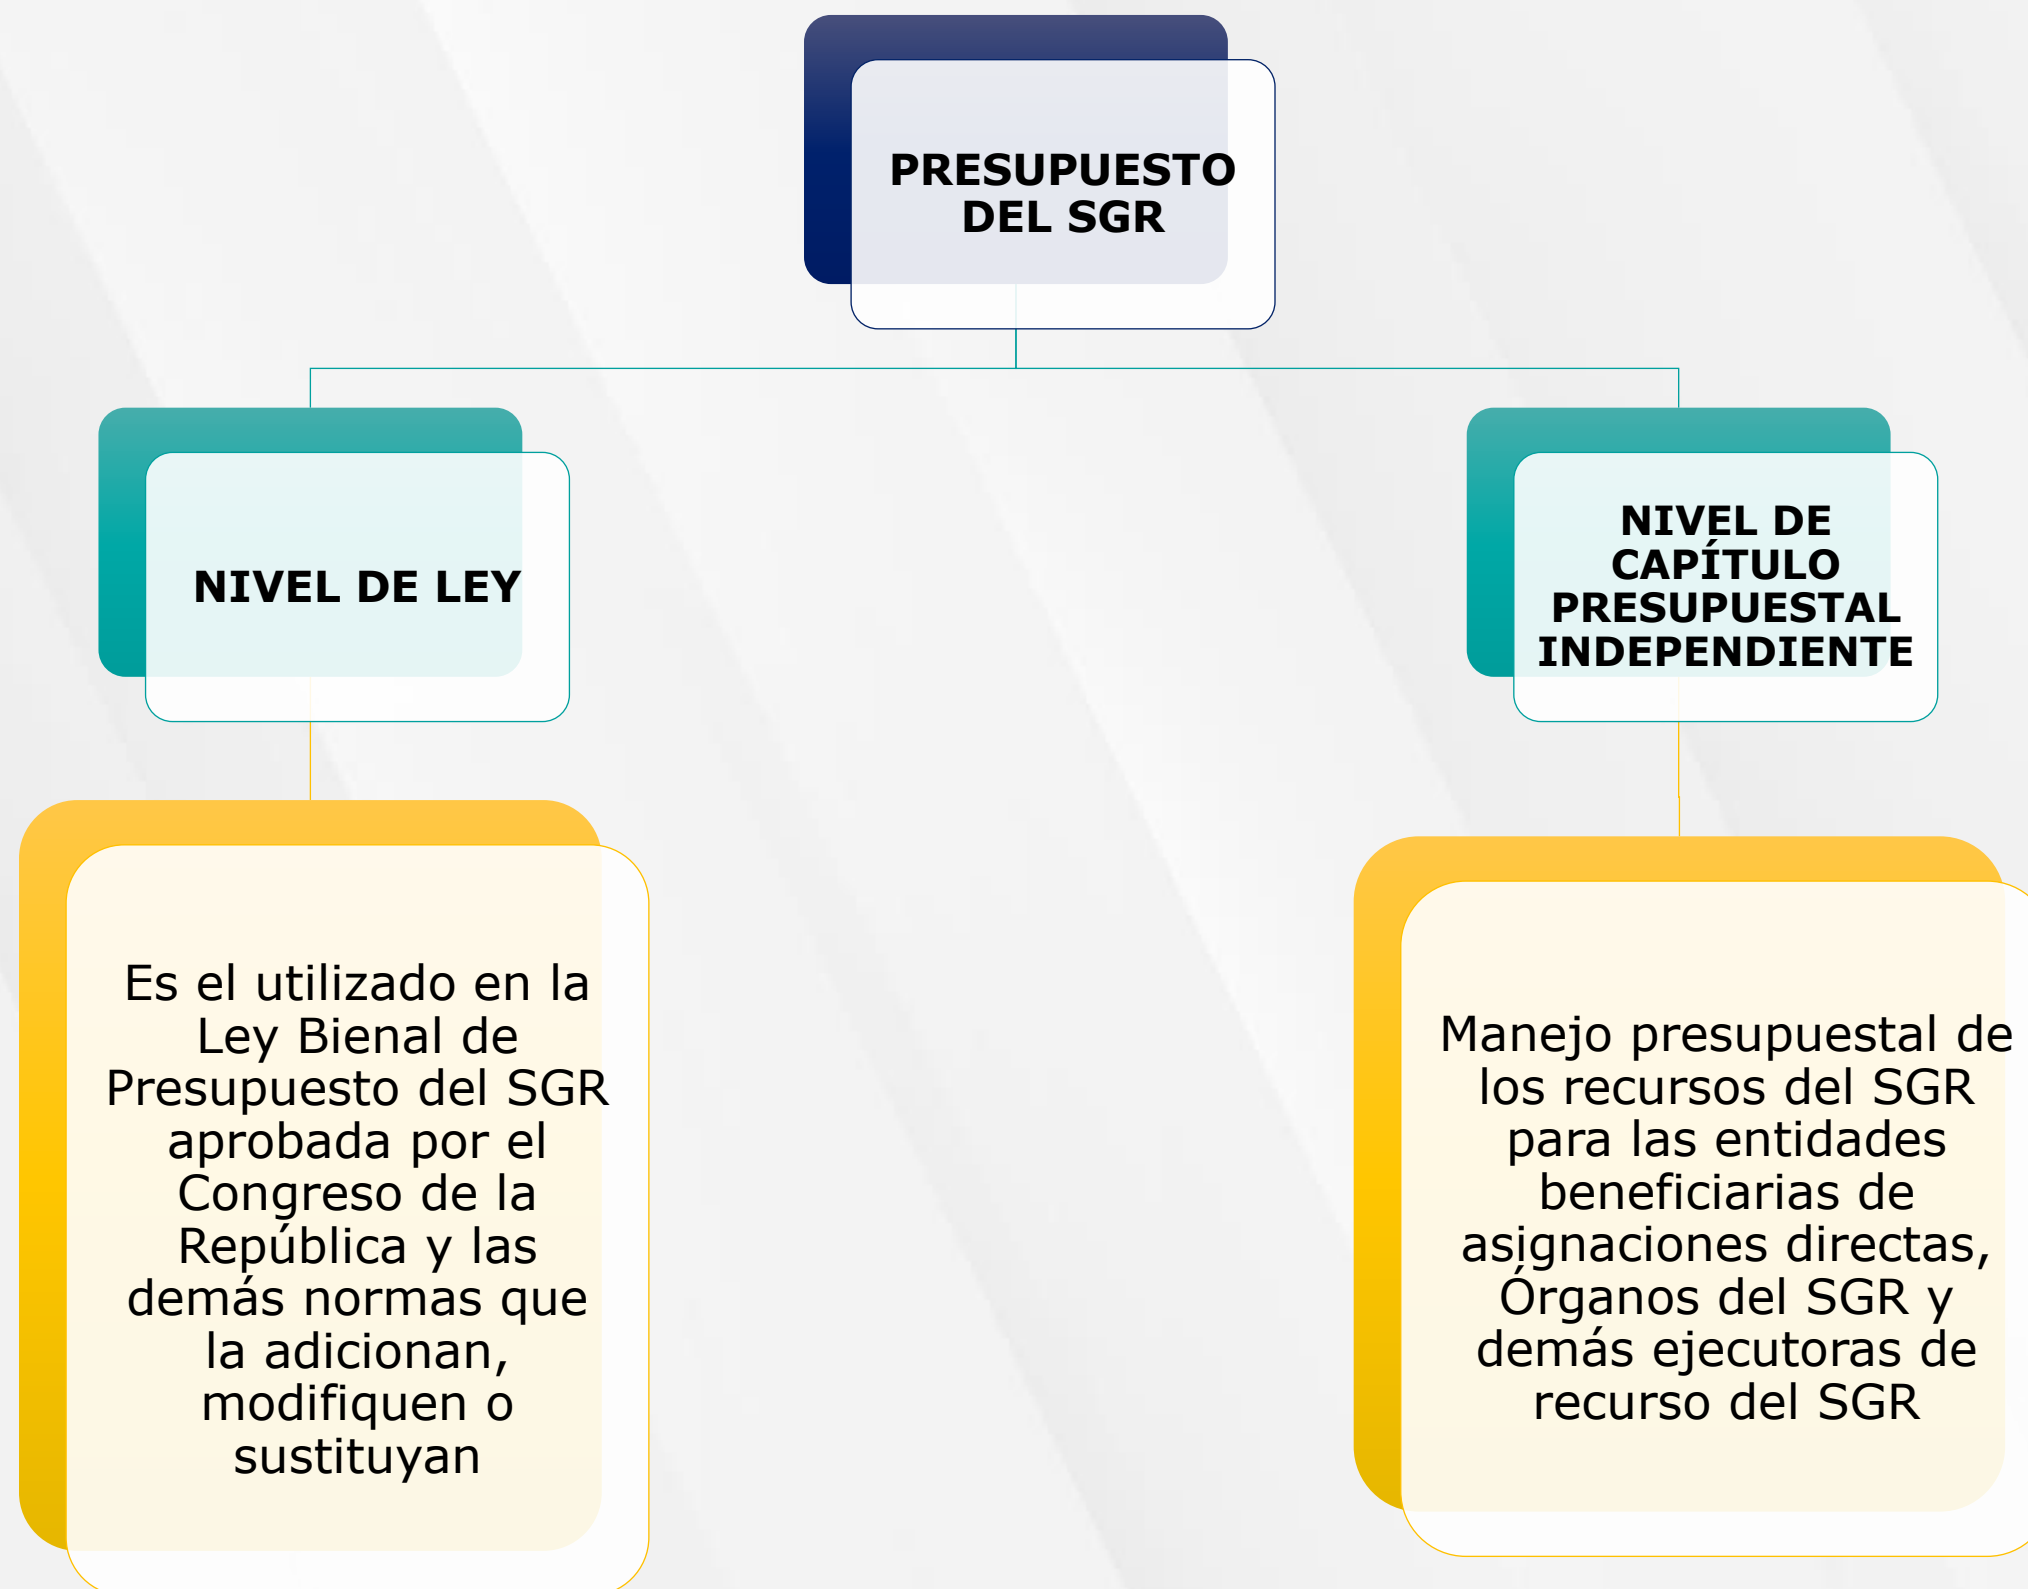 PRESUPUESTO
DEL SGR
NIVEL DE LEY
NIVEL DE
CAPÍTULO
PRESUPUESTAL
INDEPENDIENTE
Es el utilizado en la
Ley Bienal de
Presupuesto del SGR
aprobada por el
Congreso de la
República y las
demás normas que
la adicionan,
modifiquen o
sustituyan
Manejo presupuestal de
los recursos del SGR
para las entidades
beneficiarias de
asignaciones directas,
Órganos del SGR y
demás ejecutoras de
recurso del SGR